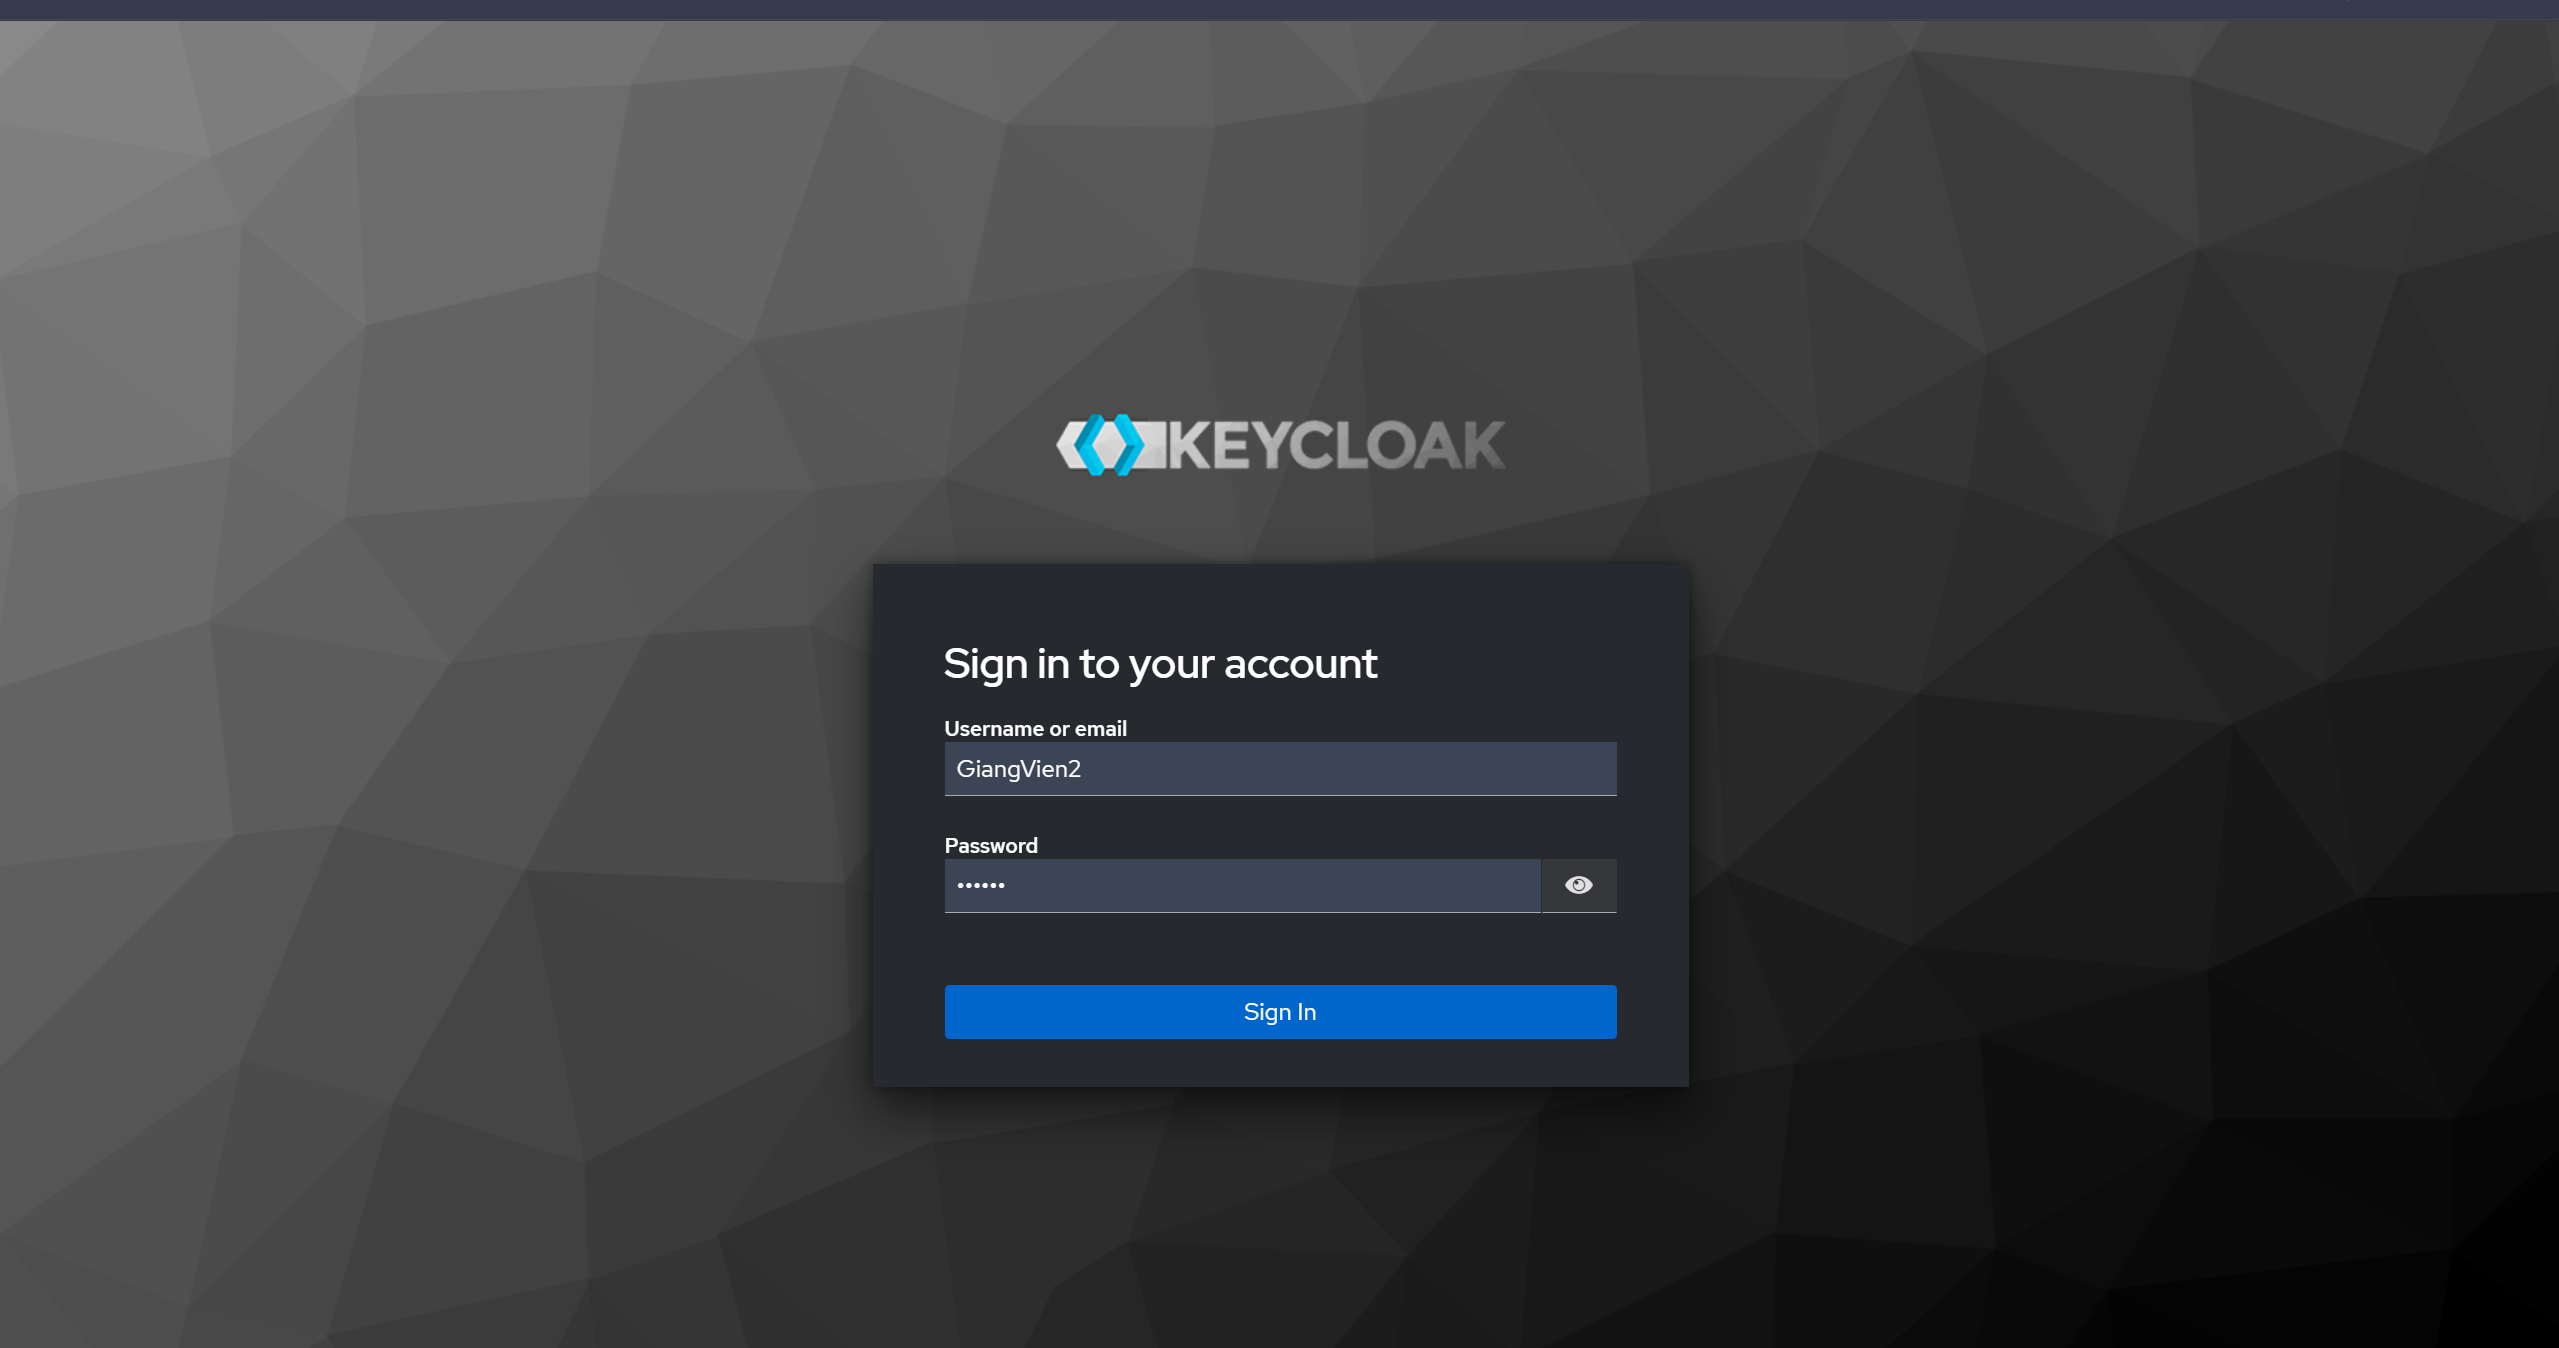 KEYCLOAK
Sign in to your account
Username or email
GiangVien2
Password
••••••
Sign In